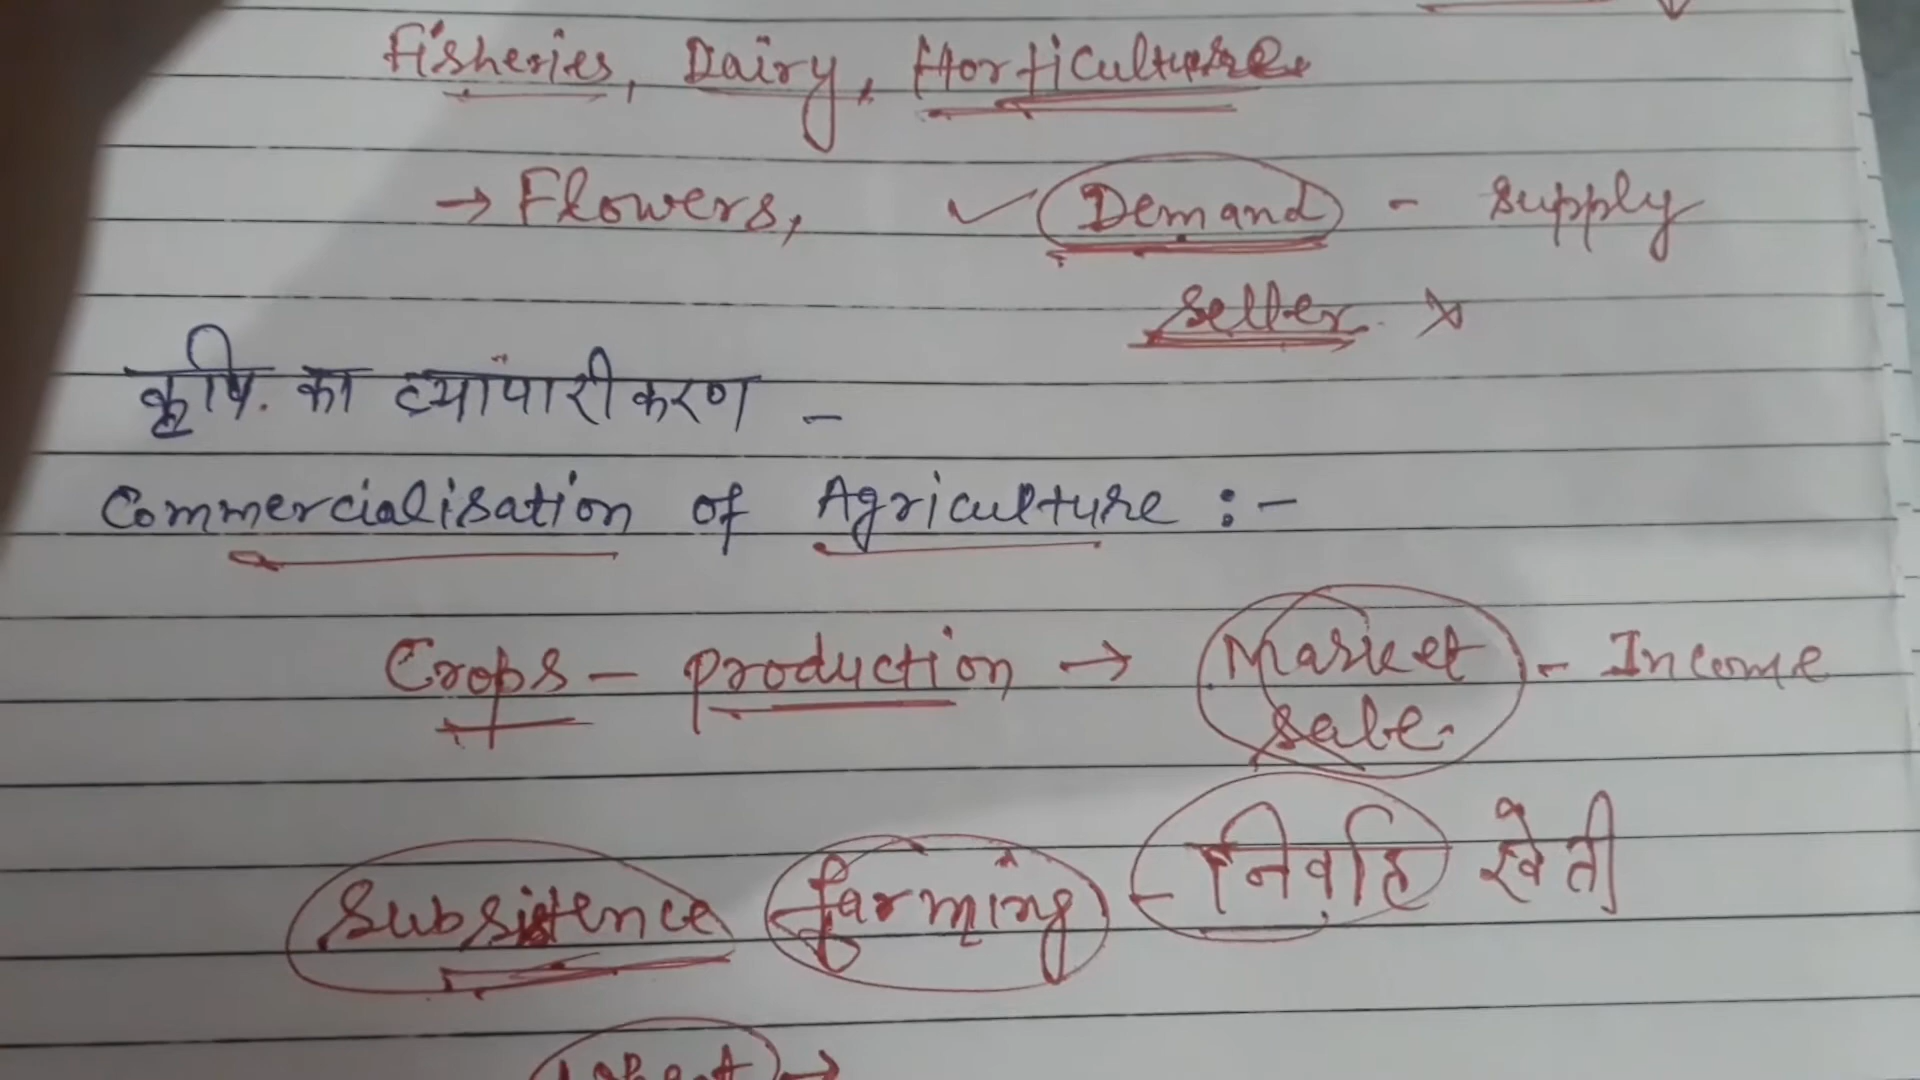 Fisheries, Dairy, Horticulture
→ Flowers, ✓ Demand - supply
seller ×
कृषि का व्यापारीकरण -
Commercialisation of Agriculture :-
Crops - production → Market - Income
sale.
Subsistence farming - निर्वाह खेती
→